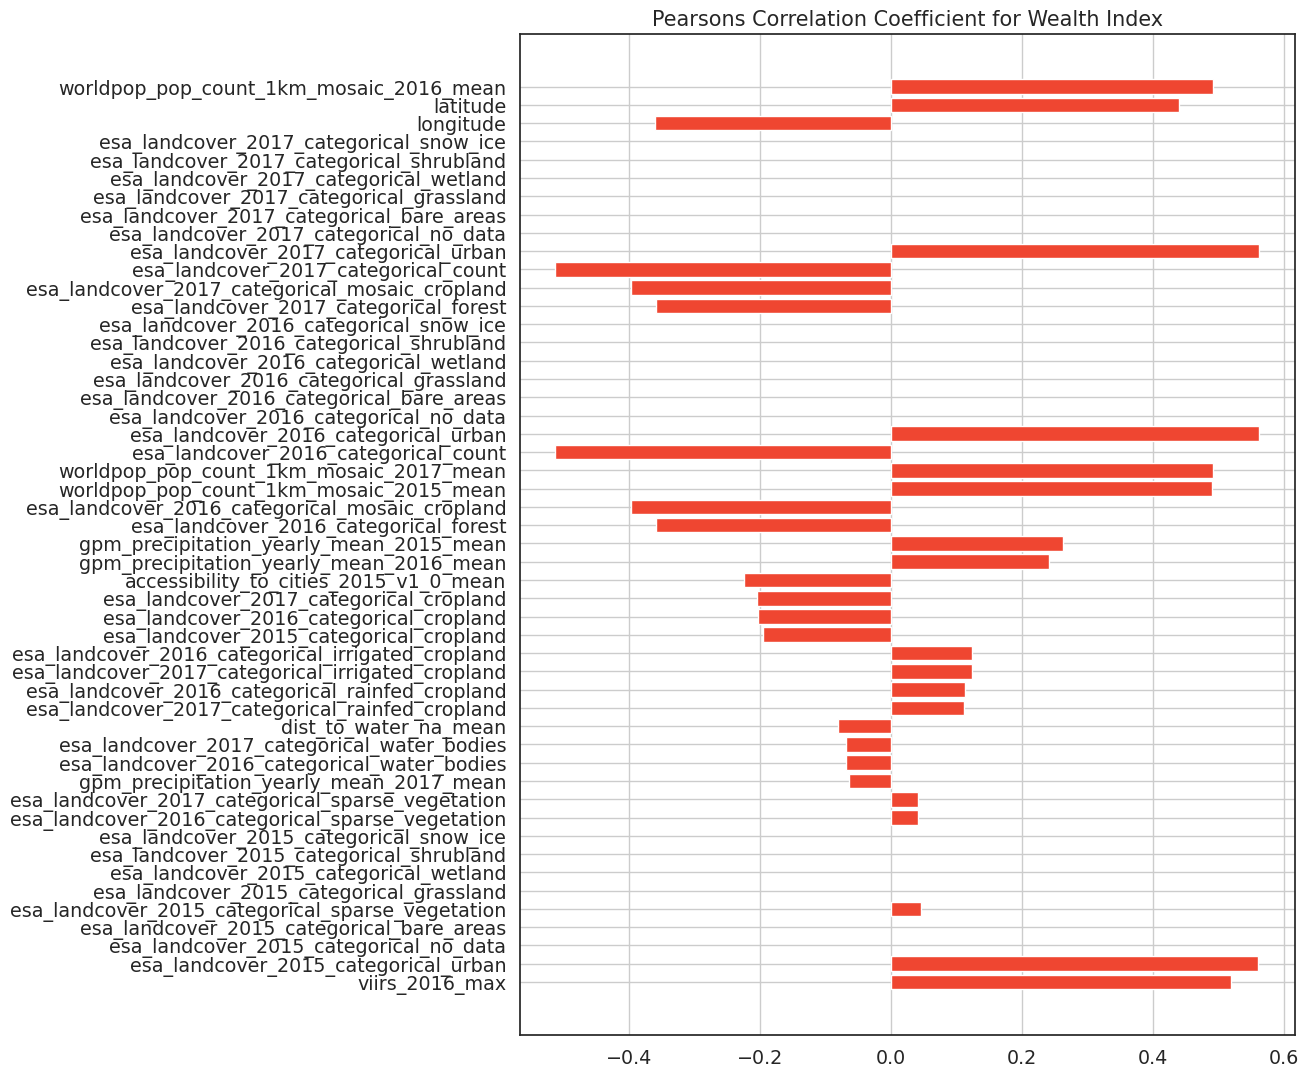 Pearsons Correlation Coefficient for Wealth Index
worldpop_pop_count_1km_mosaic_2016_mean
latitude
longitude
esa_landcover_2017_categorical_snow_ice
esa_landcover_2017_categorical_shrubland
esa_landcover_2017_categorical_wetland
esa_landcover_2017_categorical_grassland
esa_landcover_2017_categorical_bare_areas
esa_landcover_2017_categorical_no_data
esa_landcover_2017_categorical_urban
esa_landcover_2017_categorical_count
esa_landcover_2017_categorical_mosaic_cropland
esa_landcover_2017_categorical_forest
esa_landcover_2016_categorical_snow_ice
esa_landcover_2016_categorical_shrubland
esa_landcover_2016_categorical_wetland
esa_landcover_2016_categorical_grassland
esa_landcover_2016_categorical_bare_areas
esa_landcover_2016_categorical_no_data
esa_landcover_2016_categorical_urban
esa_landcover_2016_categorical_count
worldpop_pop_count_1km_mosaic_2017_mean
worldpop_pop_count_1km_mosaic_2015_mean
esa_landcover_2016_categorical_mosaic_cropland
esa_landcover_2016_categorical_forest
gpm_precipitation_yearly_mean_2015_mean
gpm_precipitation_yearly_mean_2016_mean
accessibility_to_cities_2015_v1_0_mean
esa_landcover_2017_categorical_cropland
esa_landcover_2016_categorical_cropland
esa_landcover_2015_categorical_cropland
esa_landcover_2016_categorical_irrigated_cropland
esa_landcover_2017_categorical_irrigated_cropland
esa_landcover_2016_categorical_rainfed_cropland
esa_landcover_2017_categorical_rainfed_cropland
dist_to_water_na_mean
esa_landcover_2017_categorical_water_bodies
esa_landcover_2016_categorical_water_bodies
gpm_precipitation_yearly_mean_2017_mean
esa_landcover_2017_categorical_sparse_vegetation
esa_landcover_2016_categorical_sparse_vegetation
esa_landcover_2015_categorical_snow_ice
esa_landcover_2015_categorical_shrubland
esa_landcover_2015_categorical_wetland
esa_landcover_2015_categorical_grassland
esa_landcover_2015_categorical_sparse_vegetation
esa_landcover_2015_categorical_bare_areas
esa_landcover_2015_categorical_no_data
esa_landcover_2015_categorical_urban
viirs_2016_max
−0.4 −0.2 0.0 0.2 0.4 0.6